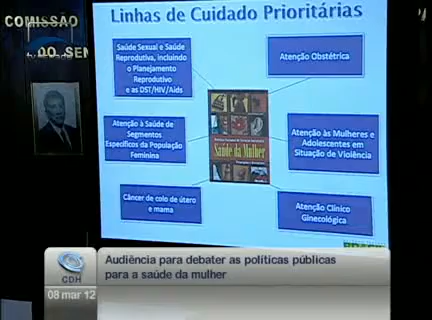 Linhas de Cuidado Prioritárias
COMISSÃO
DO SEN
Saúde Sexual e Saúde
Reprodutiva, incluindo
o Planejamento
Reprodutivo
e as DST/HIV/Aids
Atenção Obstétrica
Atenção à Saúde de
Segmentos
Específicos da População
Feminina
Saúde da Mulher
Atenção às Mulheres e
Adolescentes em
Situação de Violência
Câncer de colo de útero
e mama
Atenção Clínico
Ginecológica
CDH
08 mar 12
Audiência para debater as políticas públicas
para a saúde da mulher